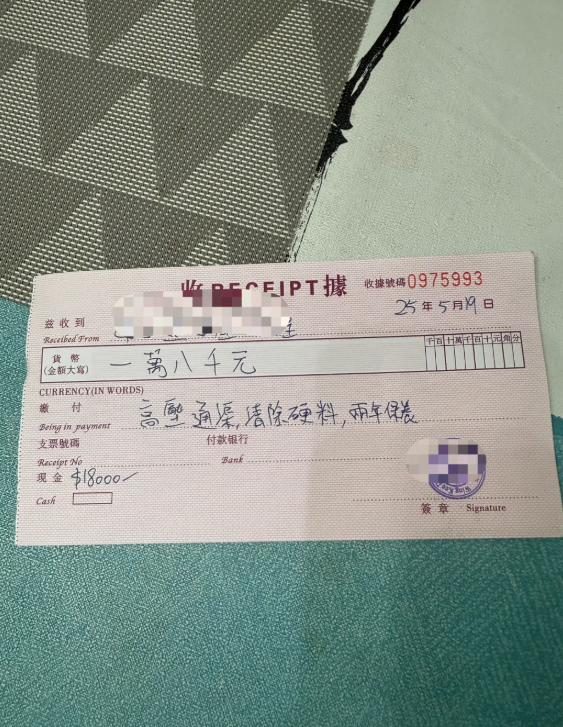 收 RECEIPT 據 收據號碼 0975993
25 年 5 月 19 日
茲收到
Received From
貨幣 一萬八千元 千百十萬千百十元角分
(金額大寫)
CURRENCY(IN WORDS)
繳付 高壓通渠,清除硬料,兩年保養
Being in payment
支票號碼 付款银行
Receipt No Bank
現金 $18000
Cash
簽章 Signature